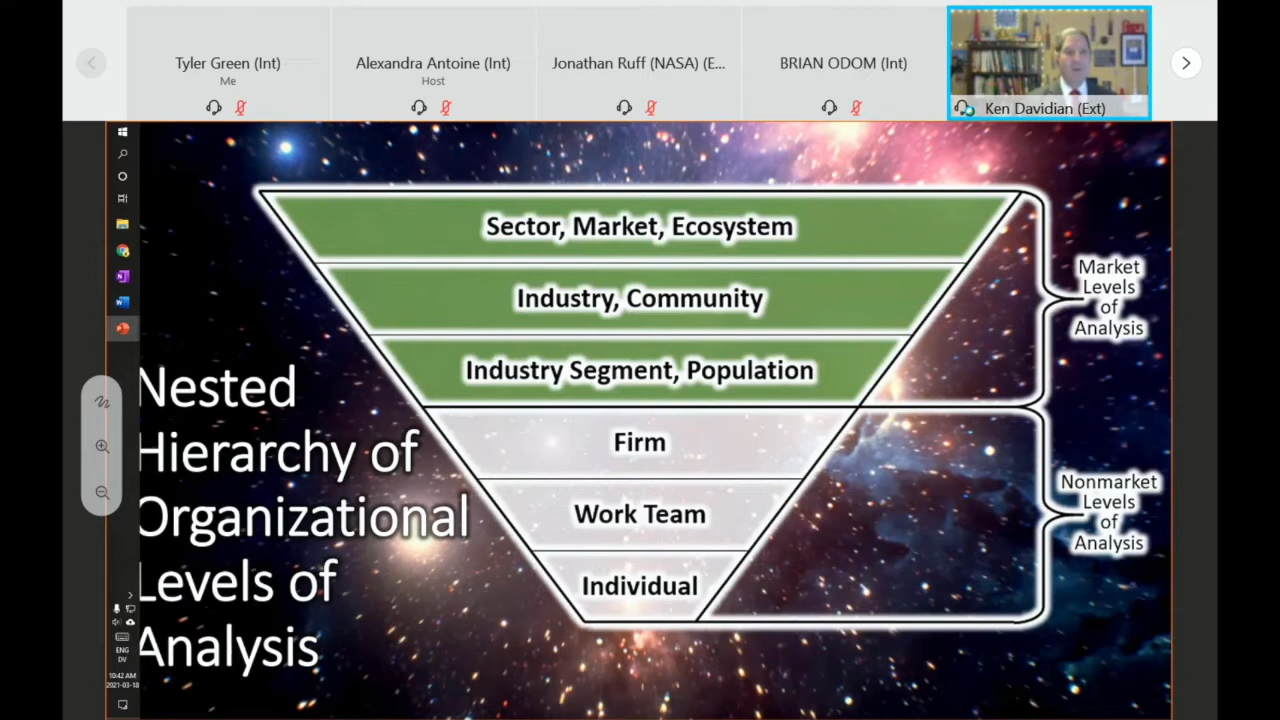 Tyler Green (Int)
Me
Alexandra Antoine (Int)
Host
Jonathan Ruff (NASA) (E...
BRIAN ODOM (Int)
Ken Davidian (Ext)
Sector, Market, Ecosystem
Industry, Community
Industry Segment, Population
Firm
Work Team
Individual
Market
Levels
of
Analysis
Nonmarket
Levels
of
Analysis
Nested
Hierarchy of
Organizational
Levels of
Analysis
ENG
DV
10:42 AM
2021-03-18